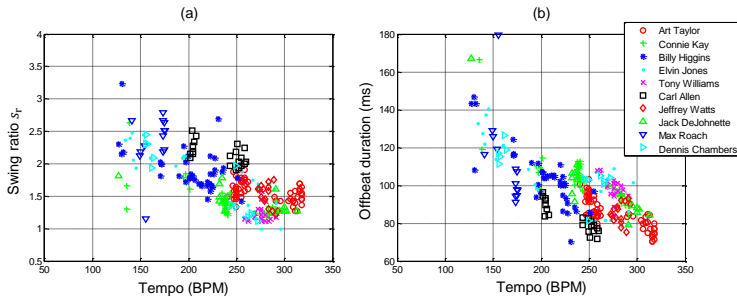 (a)
4
3.5
3
2.5
2
1.5
1
0.5
50
100
150
200
250
300
350
Swing ratio sr
Tempo (BPM)
(b)
180
160
140
120
100
80
60
50
100
150
200
250
300
350
Offbeat duration (ms)
Tempo (BPM)
Art Taylor
Connie Kay
Billy Higgins
Elvin Jones
Tony Williams
Carl Allen
Jeffrey Watts
Jack DeJohnette
Max Roach
Dennis Chambers